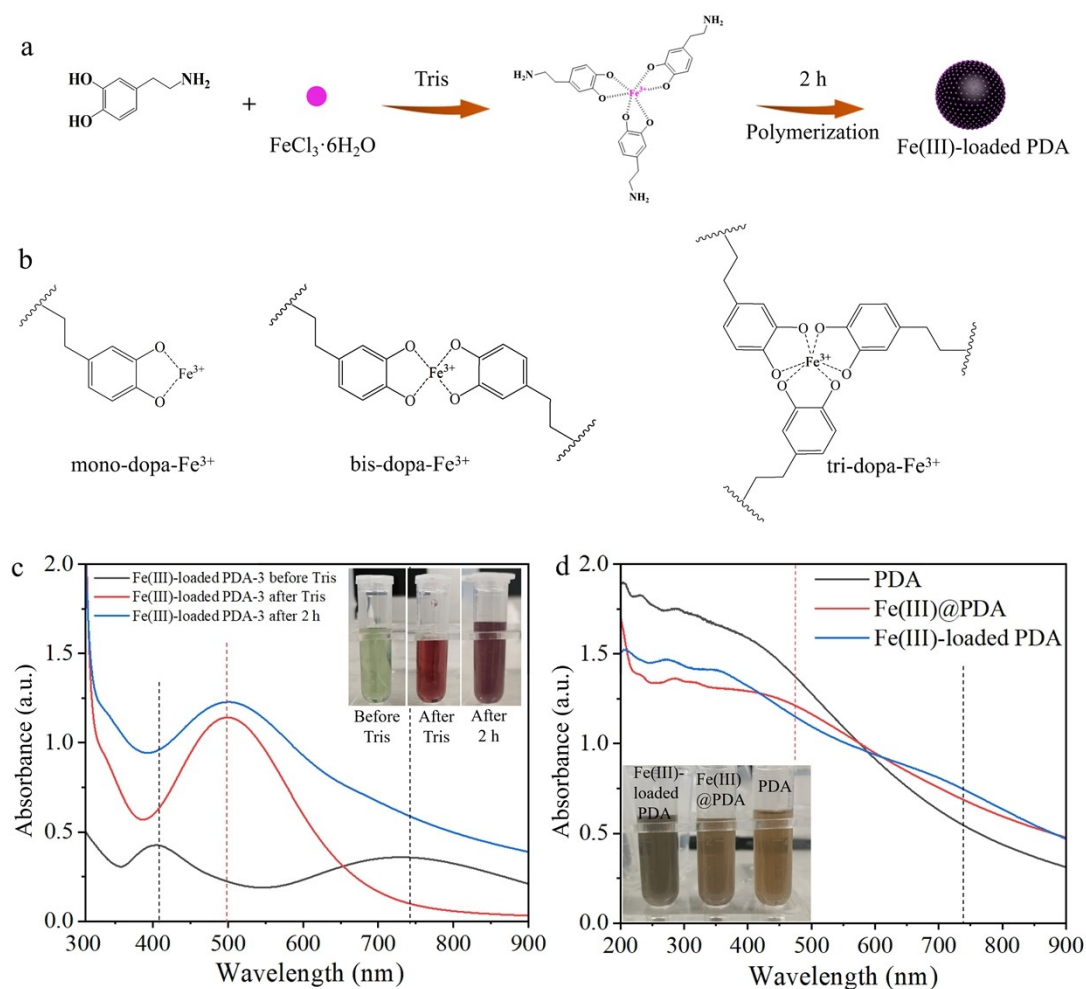 a
HO
HO
NH₂
+
FeCl₃·6H₂O
Tris
H₂N
NH₂
O
O
O
O
Fe³⁺
O
O
NH₂
2 h
Polymerization
Fe(III)-loaded PDA
b
O
O
Fe³⁺
mono-dopa-Fe³⁺
O
O
Fe³⁺
O
O
bis-dopa-Fe³⁺
O
O
O
O
Fe³⁺
O
O
tri-dopa-Fe³⁺
c
Fe(III)-loaded PDA-3 before Tris
Fe(III)-loaded PDA-3 after Tris
Fe(III)-loaded PDA-3 after 2 h
Before Tris
After Tris
After 2 h
2.0
1.5
1.0
0.5
0.0
Absorbance (a.u.)
300 400 500 600 700 800 900
Wavelength (nm)
d
PDA
Fe(III)@PDA
Fe(III)-loaded PDA
Fe(III)-
loaded
PDA
Fe(III)
@PDA
PDA
2.0
1.5
1.0
0.5
0.0
Absorbance (a.u.)
200 300 400 500 600 700 800 900
Wavelength (nm)